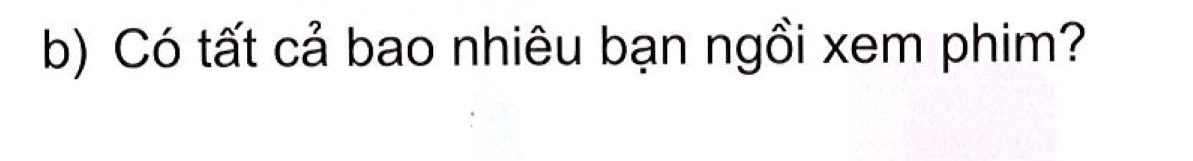 b) Có tất cả bao nhiêu bạn ngồi xem phim?